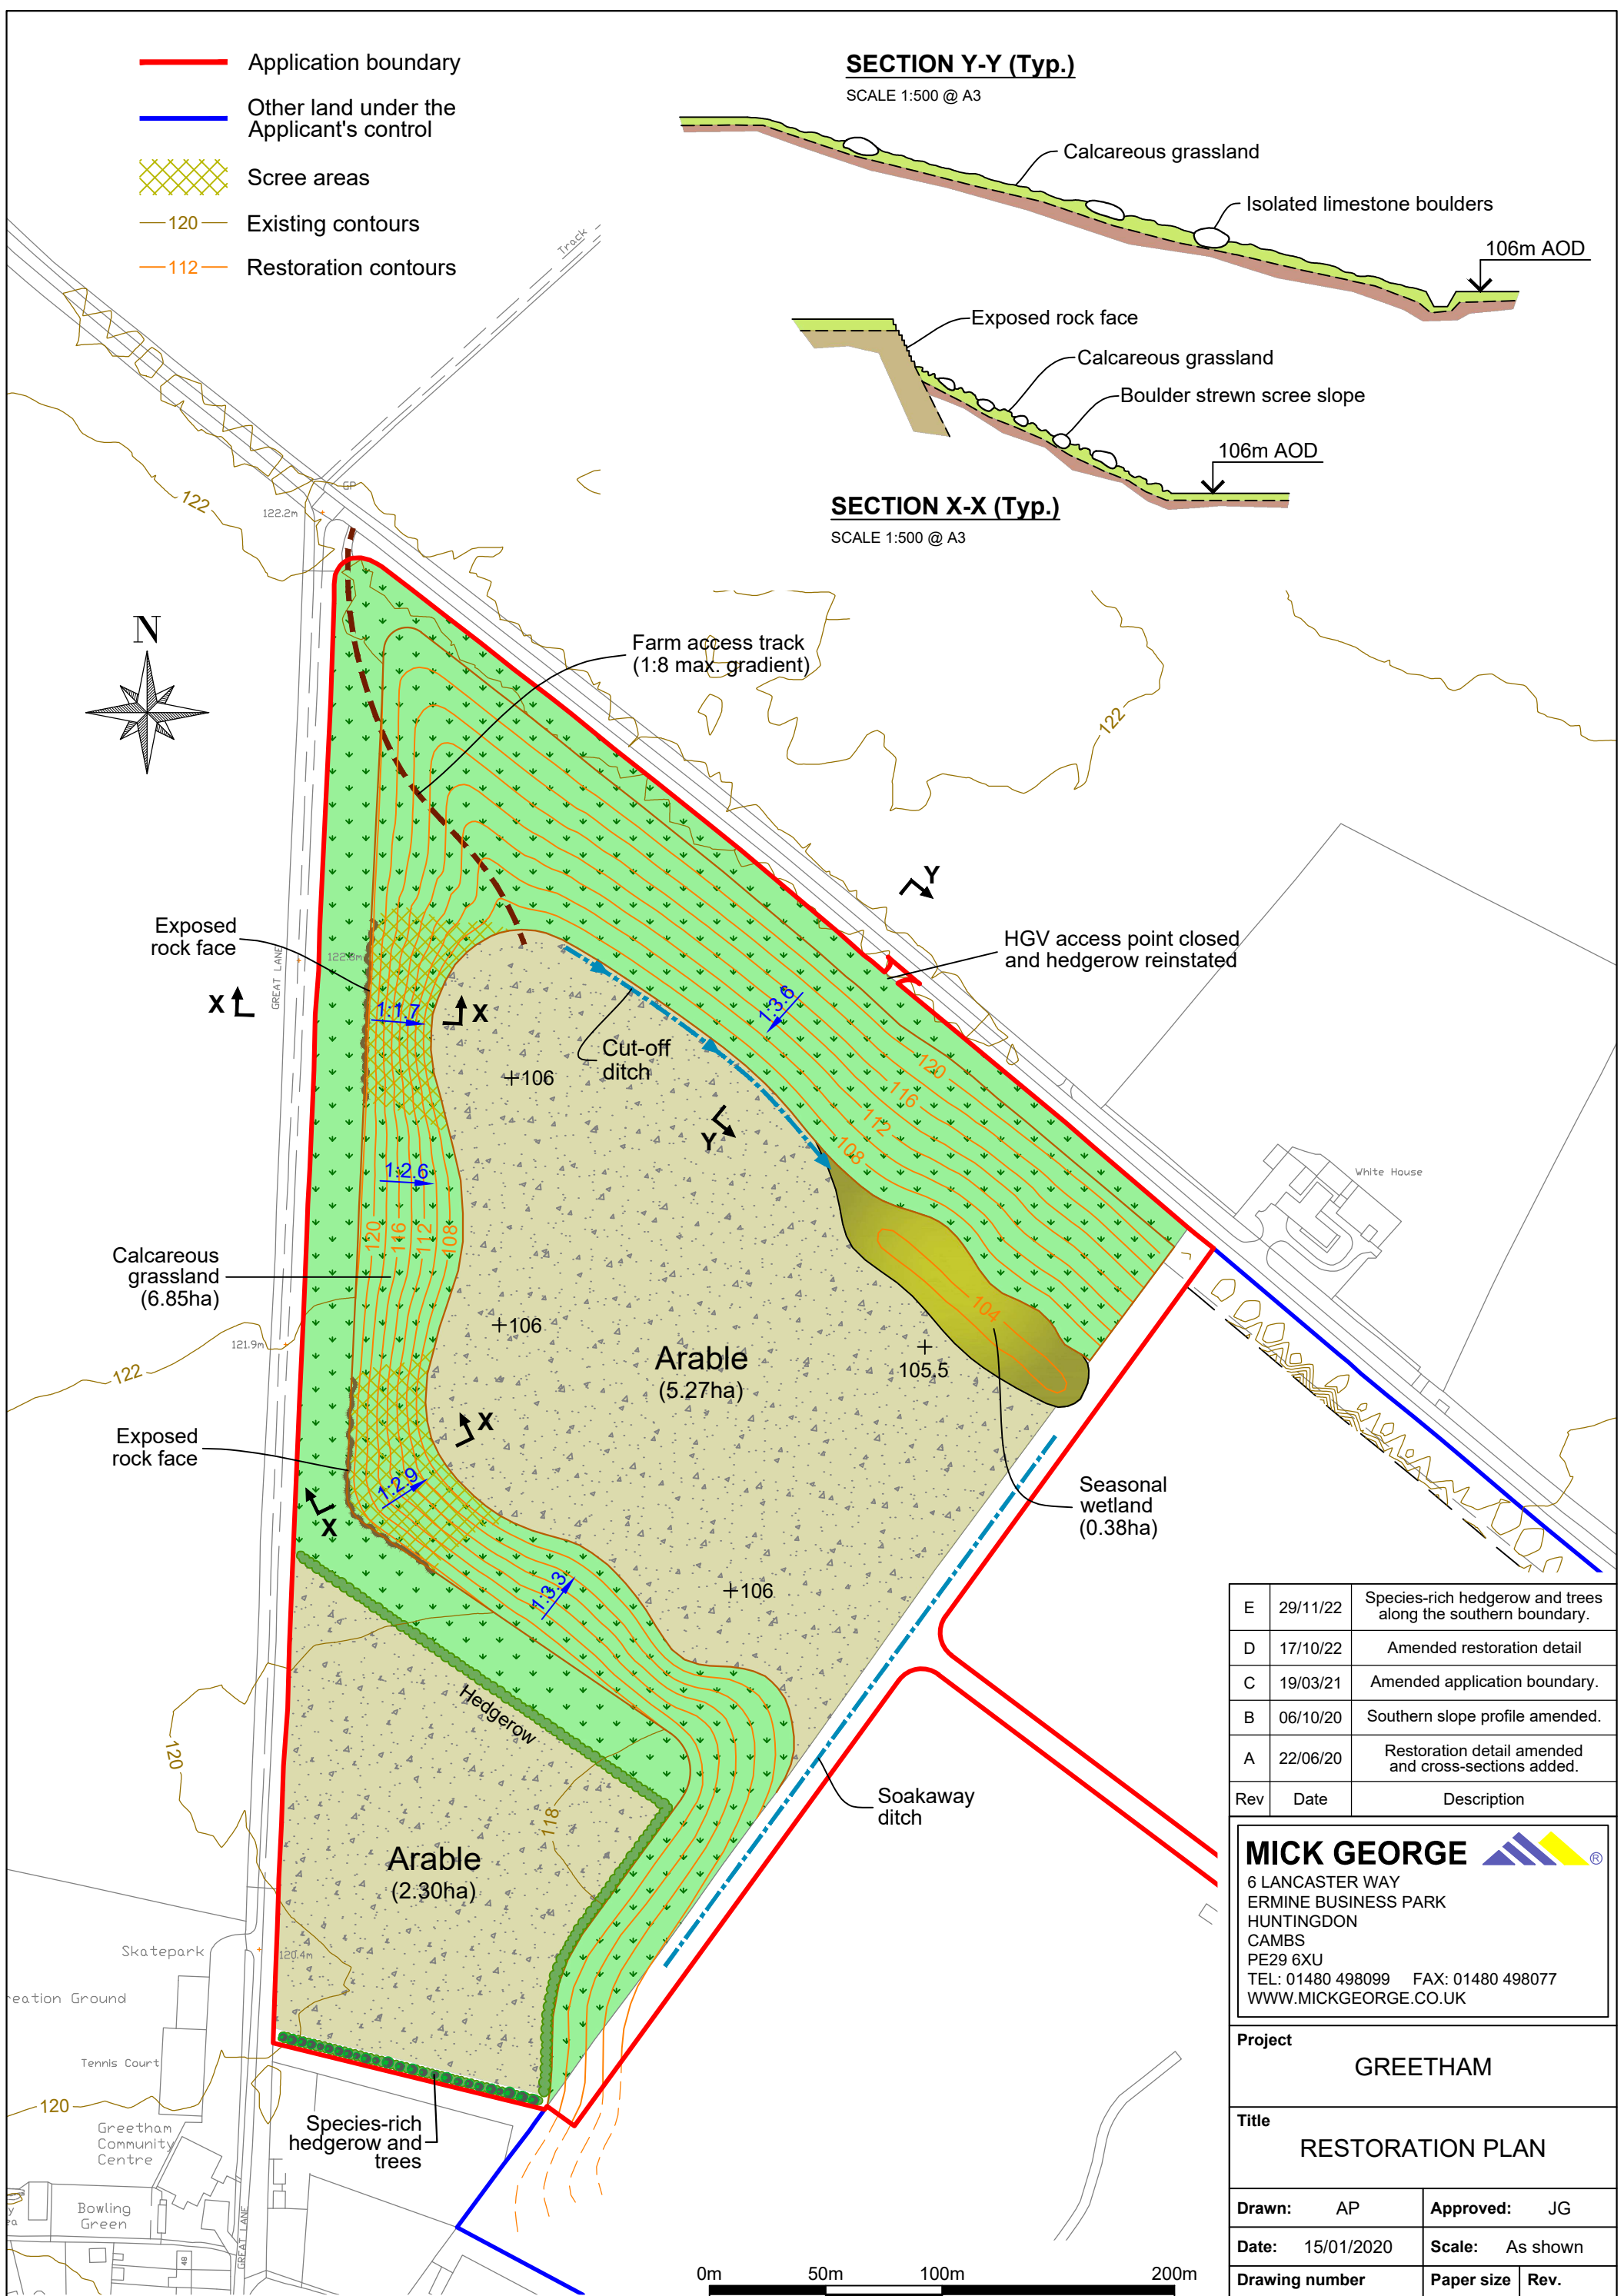 Application boundary
Other land under the
Applicant's control
Scree areas
120
Existing contours
112
Restoration contours
SECTION Y-Y (Typ.)
SCALE 1:500 @ A3
Calcareous grassland
Isolated limestone boulders
106m AOD
Exposed rock face
Calcareous grassland
Boulder strewn scree slope
106m AOD
SECTION X-X (Typ.)
SCALE 1:500 @ A3
Track
GP
122
122.2m
N
Farm access track
(1:8 max. gradient)
122
Y
Exposed
rock face
GREAT LANE
HGV access point closed
and hedgerow reinstated
X
1:1.7
X
1:3.6
Cut-off
ditch
+106
120
116
112
108
Y
1:2.6
White House
120
116
112
108
Calcareous
grassland
(6.85ha)
104
+106
121.9m
122
Arable
(5.27ha)
105.5
X
Exposed
rock face
1:2.9
X
Seasonal
wetland
(0.38ha)
1:3.3
+106
Hedgerow
120
118
Soakaway
ditch
Arable
(2.30ha)
Skatepark
120.4m
reation Ground
Tennis Court
120
Greetham
Community
Centre
Species-rich
hedgerow and
trees
Bowling
Green
GREAT LANE
48
0m
50m
100m
200m
E 29/11/22 Species-rich hedgerow and trees
along the southern boundary.
D 17/10/22 Amended restoration detail
C 19/03/21 Amended application boundary.
B 06/10/20 Southern slope profile amended.
A 22/06/20 Restoration detail amended
and cross-sections added.
Rev Date Description
MICK GEORGE ®
6 LANCASTER WAY
ERMINE BUSINESS PARK
HUNTINGDON
CAMBS
PE29 6XU
TEL: 01480 498099 FAX: 01480 498077
WWW.MICKGEORGE.CO.UK
Project
GREETHAM
Title
RESTORATION PLAN
Drawn: AP Approved: JG
Date: 15/01/2020 Scale: As shown
Drawing number Paper size Rev.